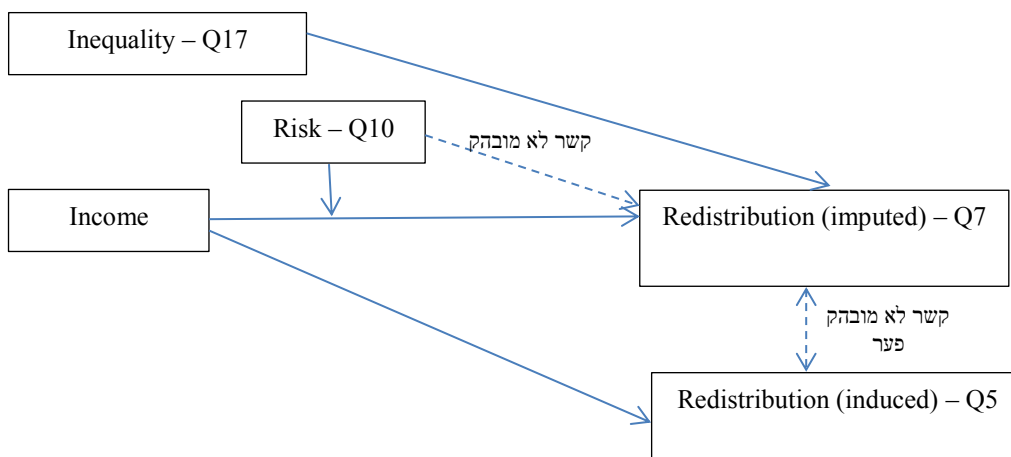 Inequality – Q17
Risk – Q10
קשר לא מובהק
Income
Redistribution (imputed) – Q7
קשר לא מובהק
פער
Redistribution (induced) – Q5